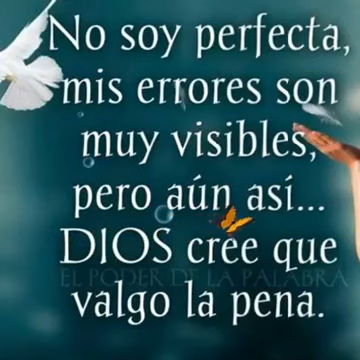 No soy perfecta,
mis errores son
muy visibles,
pero aún así...
DIOS cree que
EL PODER DE LA PALABRA
valgo la pena.